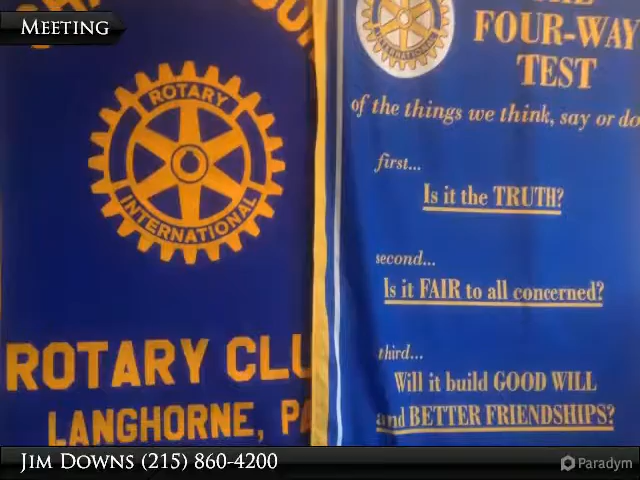 MEETING
ROTARY
INTERNATIONAL
ROTARY CLU
LANGHORNE, PA
INTERNATIONAL
FOUR-WAY
TEST
of the things we think, say or do
first...
Is it the TRUTH?
second...
Is it FAIR to all concerned?
third...
Will it build GOOD WILL
and BETTER FRIENDSHIPS?
JIM DOWNS (215) 860-4200
Paradym